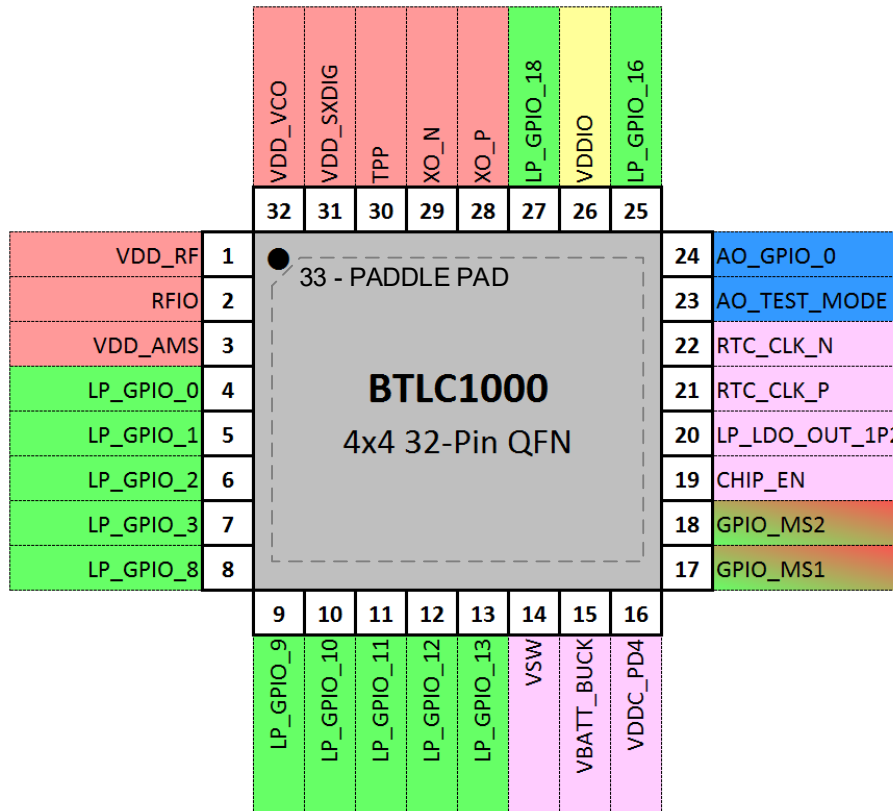 VDD_VCO
VDD_SXDIG
TPP
XO_N
XO_P
LP_GPIO_18
VDDIO
LP_GPIO_16
32 31 30 29 28 27 26 25
VDD_RF 1
RFIO 2
VDD_AMS 3
LP_GPIO_0 4
LP_GPIO_1 5
LP_GPIO_2 6
LP_GPIO_3 7
LP_GPIO_8 8
33 - PADDLE PAD
BTLC1000
4x4 32-Pin QFN
24 AO_GPIO_0
23 AO_TEST_MODE
22 RTC_CLK_N
21 RTC_CLK_P
20 LP_LDO_OUT_1P2
19 CHIP_EN
18 GPIO_MS2
17 GPIO_MS1
9 10 11 12 13 14 15 16
LP_GPIO_9
LP_GPIO_10
LP_GPIO_11
LP_GPIO_12
LP_GPIO_13
VSW
VBATT_BUCK
VDDC_PD4